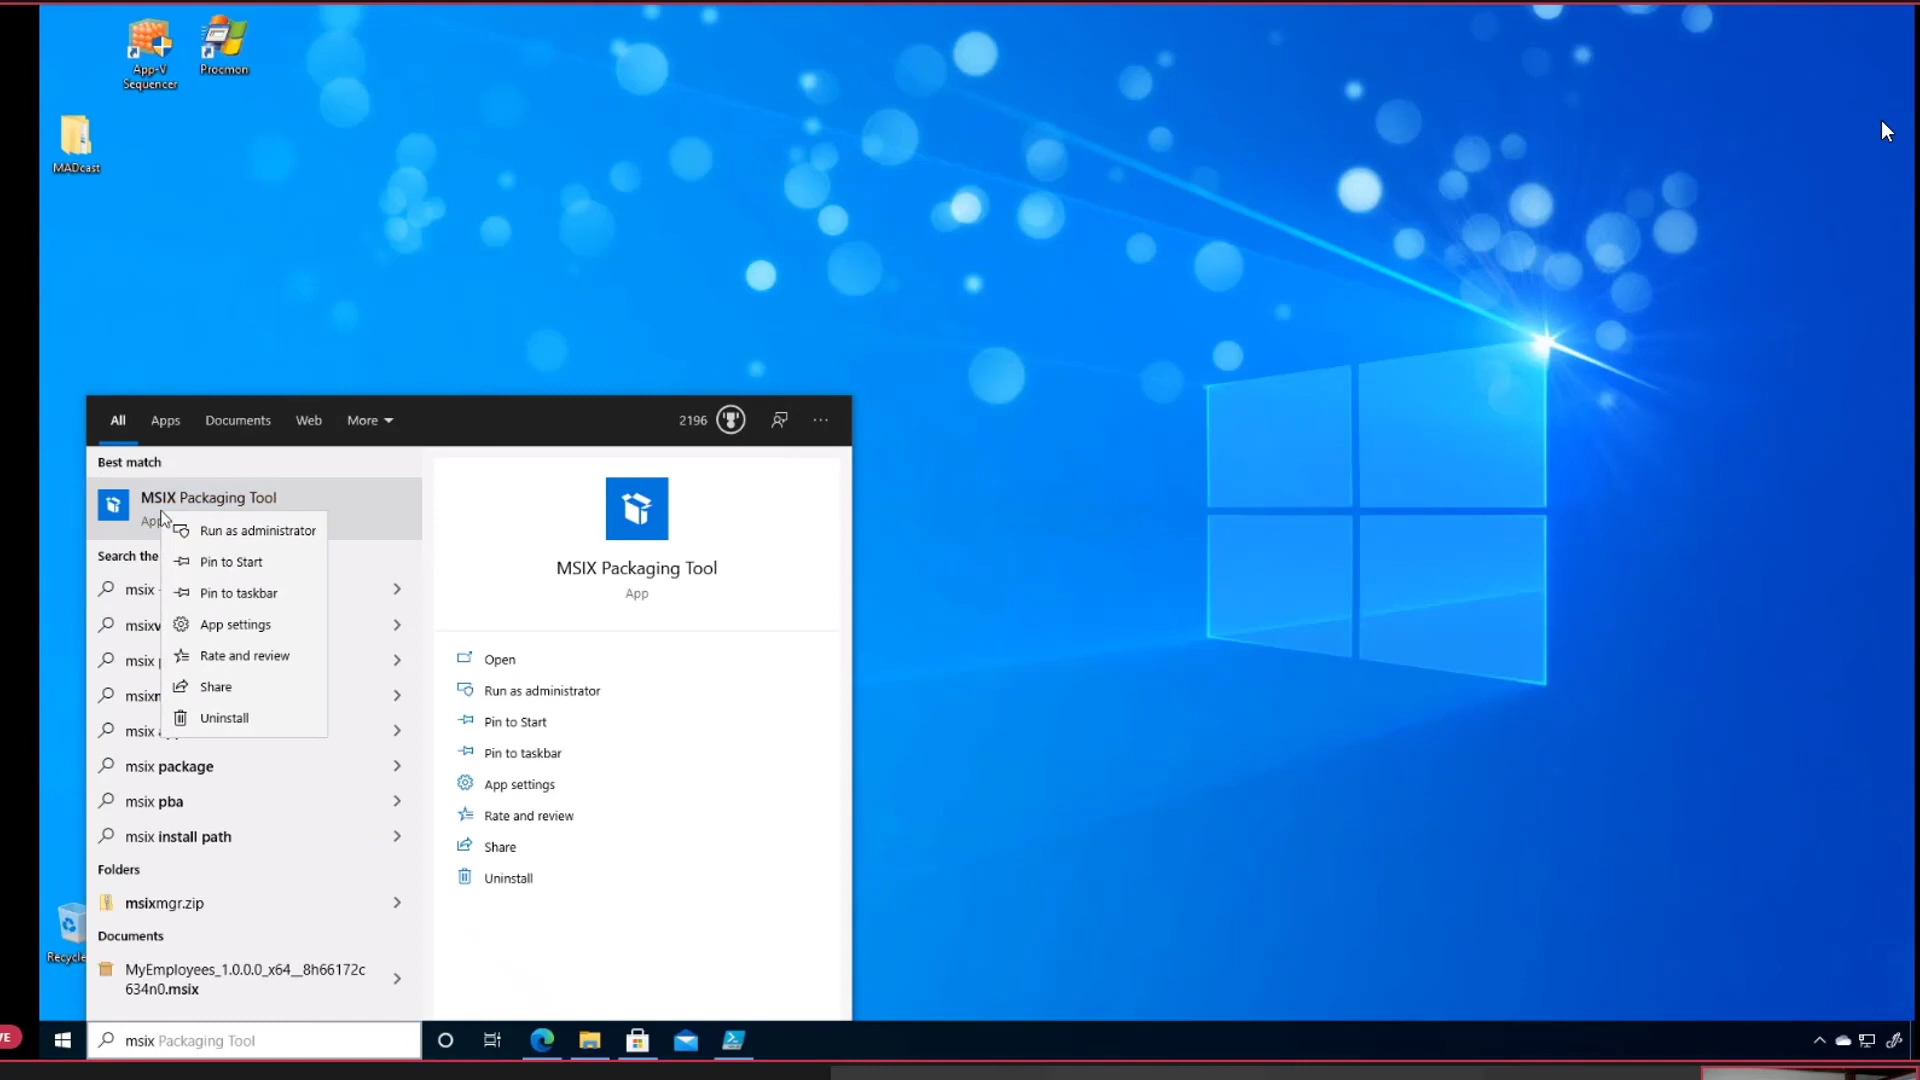 App-V
Sequencer
Procmon
MADcast
All
Apps
Documents
Web
More
2196
Best match
MSIX Packaging Tool
App
Run as administrator
Pin to Start
Pin to taskbar
App settings
Rate and review
Share
Uninstall
Search the
msix
msixv
msix
msix
msix
msix package
msix pba
msix install path
Folders
msixmgr.zip
Documents
MyEmployees_1.0.0.0_x64__8h66172c
634n0.msix
MSIX Packaging Tool
App
Open
Run as administrator
Pin to Start
Pin to taskbar
App settings
Rate and review
Share
Uninstall
Recycle
VE
msix Packaging Tool